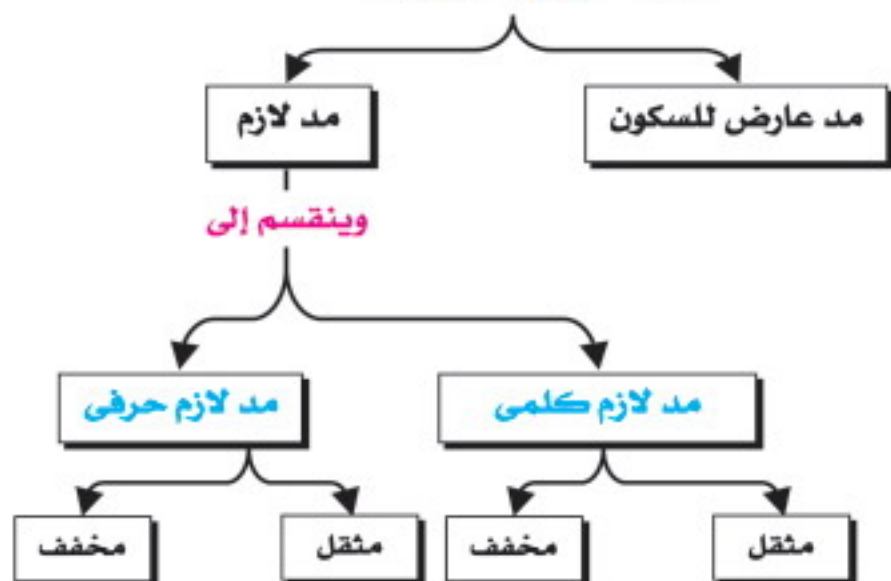 مد عارض للسكون
مد لازم
وينقسم إلى
مد لازم كلمى
مد لازم حرفى
مثقل
مخفف
مثقل
مخفف